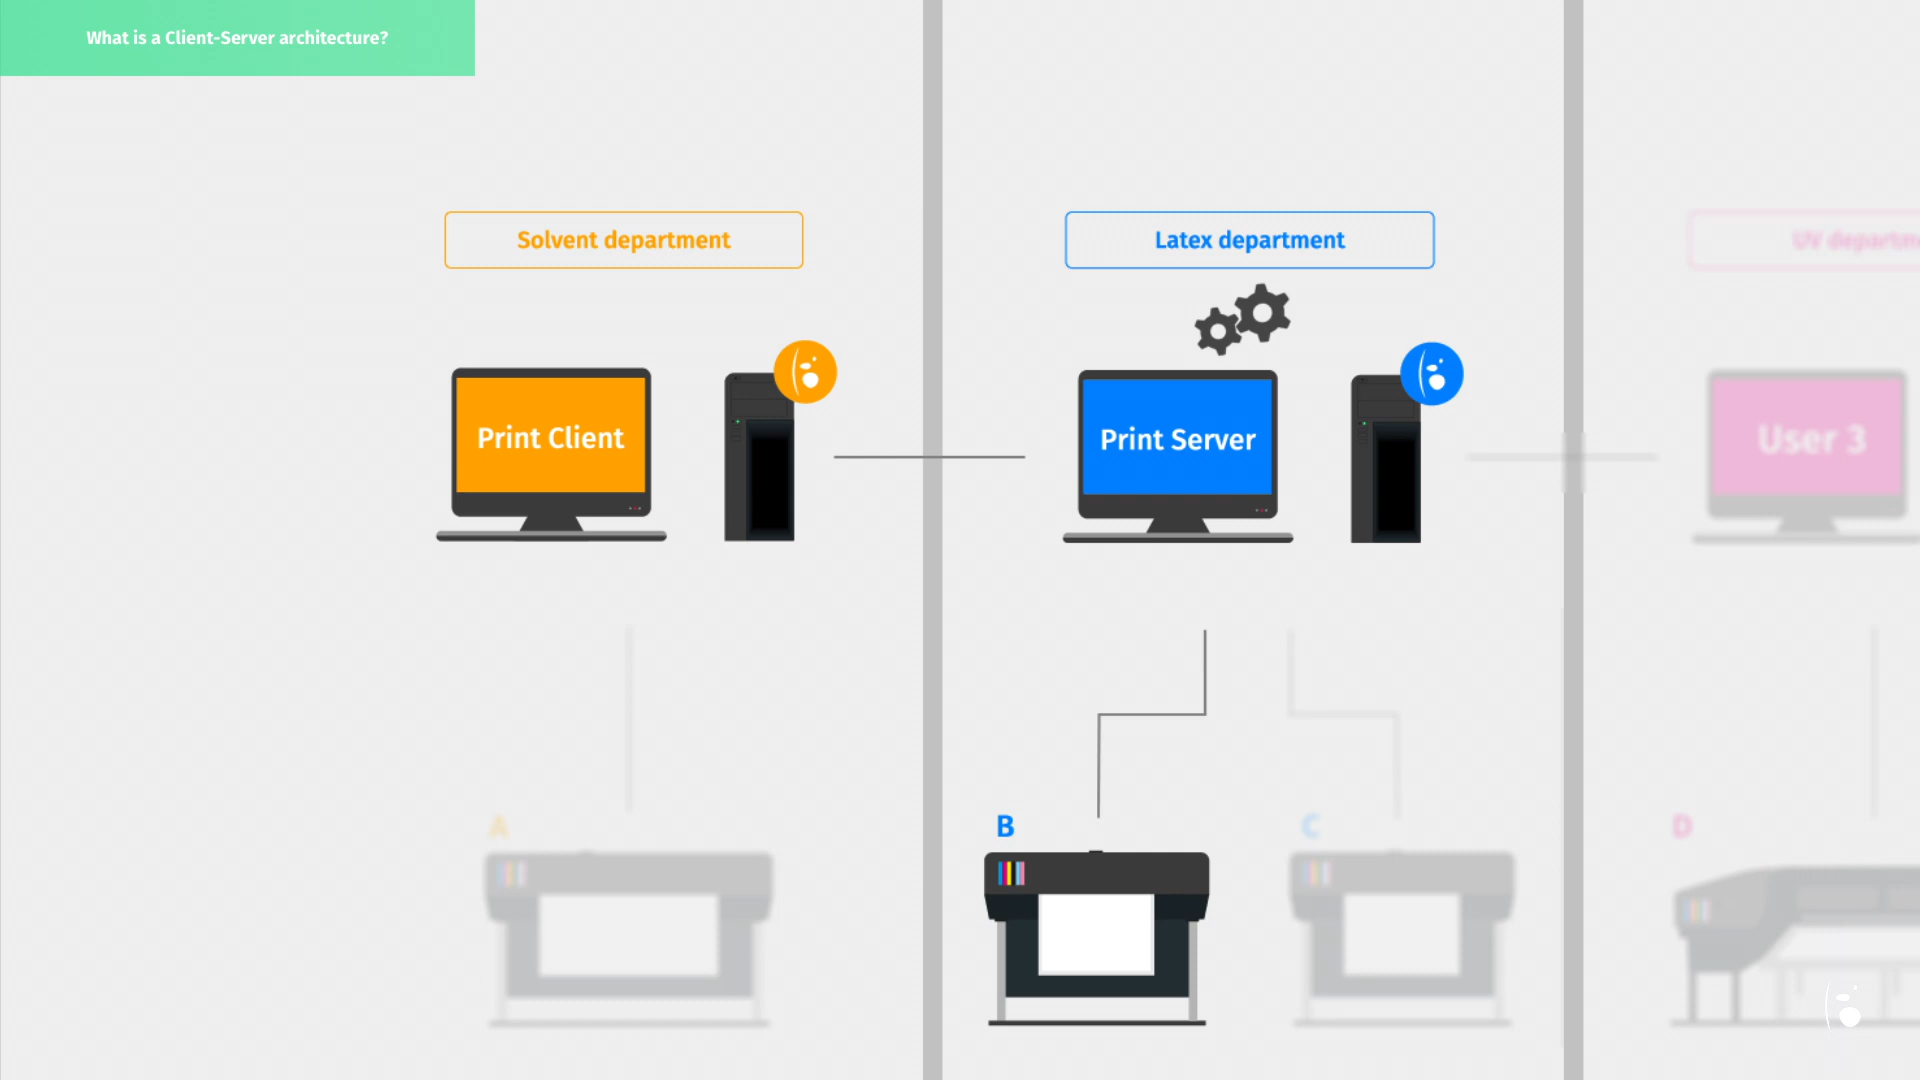 What is a Client-Server architecture?
Solvent department
Latex department
Print Client
Print Server
User 3
A
B
C
D